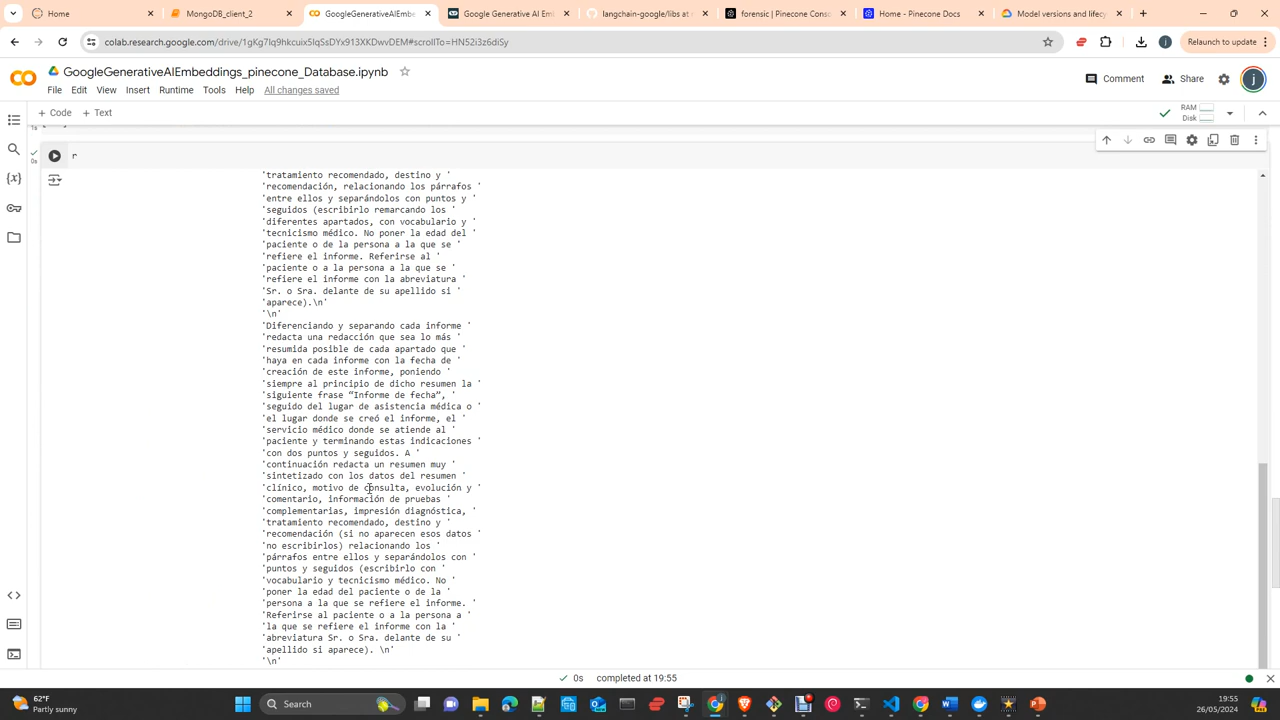 Home
MongoDB_client_2
GoogleGenerativeAIEmbe
Google Generative AI Em
langchain-google/libs at r
forensic | Pinecone Cons
Home - Pinecone Docs
Model versions and lifecy
colab.research.google.com/drive/1gKg7Iq9hkcuix5lqSsDYx913XKDwvDEM#scrollTo=HN52i3z6diSy
Relaunch to update
GoogleGenerativeAIEmbeddings_pinecone_Database.ipynb
File Edit View Insert Runtime Tools Help All changes saved
Comment
Share
j
+ Code + Text
RAM
Disk
1s
0s
r
'tratamiento recomendado, destino y '
'recomendación, relacionando los párrafos '
'entre ellos y separándolos con puntos y '
'seguidos (escribirlo remarcando los '
'diferentes apartados, con vocabulario y '
'tecnicismo médico. No poner la edad del '
'paciente o de la persona a la que se '
'refiere el informe. Referirse al '
'paciente o a la persona a la que se '
'refiere el informe con la abreviatura '
'Sr. o Sra. delante de su apellido si '
'aparece).\n'
'\n'
'Diferenciando y separando cada informe '
'redacta una redacción que sea lo más '
'resumida posible de cada apartado que '
'haya en cada informe con la fecha de '
'creación de este informe, poniendo '
'siempre al principio de dicho resumen la '
'siguiente frase “Informe de fecha”, '
'seguido del lugar de asistencia médica o '
'el lugar donde se creó el informe, el '
'servicio médico donde se atiende al '
'paciente y terminando estas indicaciones '
'con dos puntos y seguidos. A '
'continuación redacta un resumen muy '
'sintetizado con los datos del resumen '
'clínico, motivo de consulta, evolución y '
'comentario, información de pruebas '
'complementarias, impresión diagnóstica, '
'tratamiento recomendado, destino y '
'recomendación (si no aparecen esos datos '
'no escribirlos) relacionando los '
'párrafos entre ellos y separándolos con '
'puntos y seguidos (escribirlo con '
'vocabulario y tecnicismo médico. No '
'poner la edad del paciente o de la '
'persona a la que se refiere el informe. '
'Referirse al paciente o a la persona a '
'la que se refiere el informe con la '
'abreviatura Sr. o Sra. delante de su '
'apellido si aparece). \n'
'\n'
0s completed at 19:55
62°F
Partly sunny
Search
19:55
26/05/2024